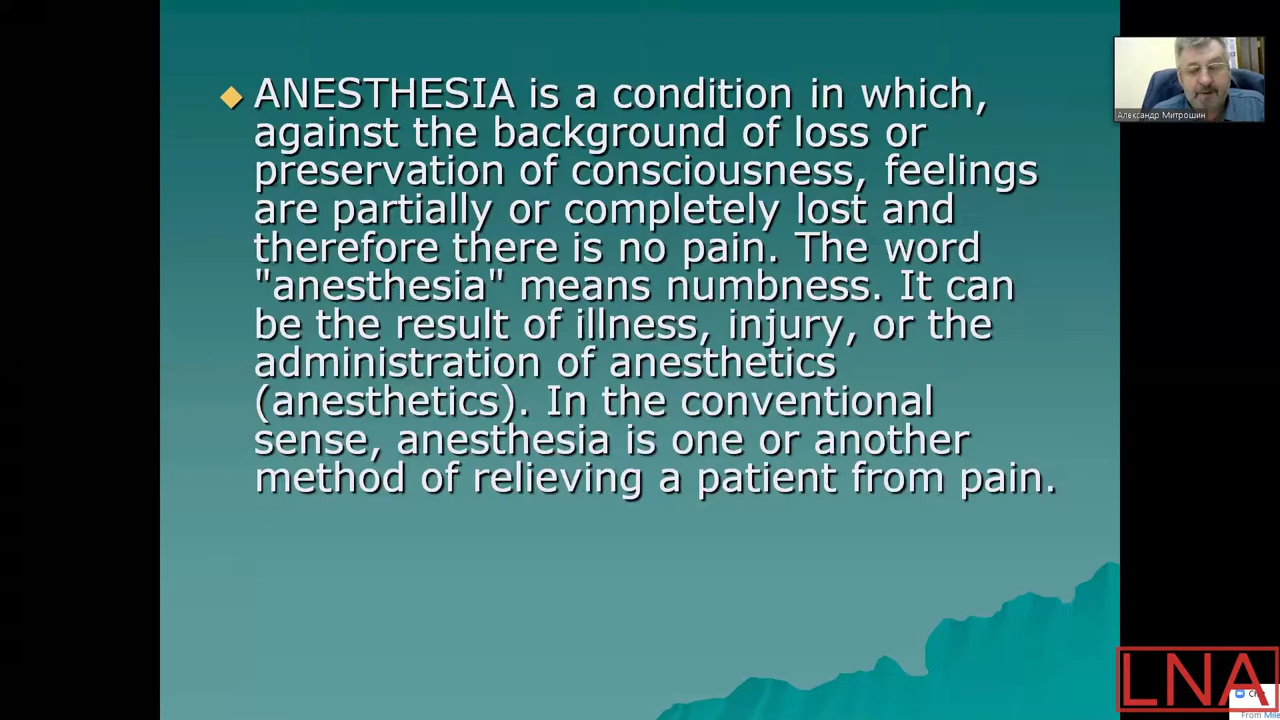 ANESTHESIA is a condition in which,
against the background of loss or
preservation of consciousness, feelings
are partially or completely lost and
therefore there is no pain. The word
"anesthesia" means numbness. It can
be the result of illness, injury, or the
administration of anesthetics
(anesthetics). In the conventional
sense, anesthesia is one or another
method of relieving a patient from pain.
Александр Митрошин
LNA
From